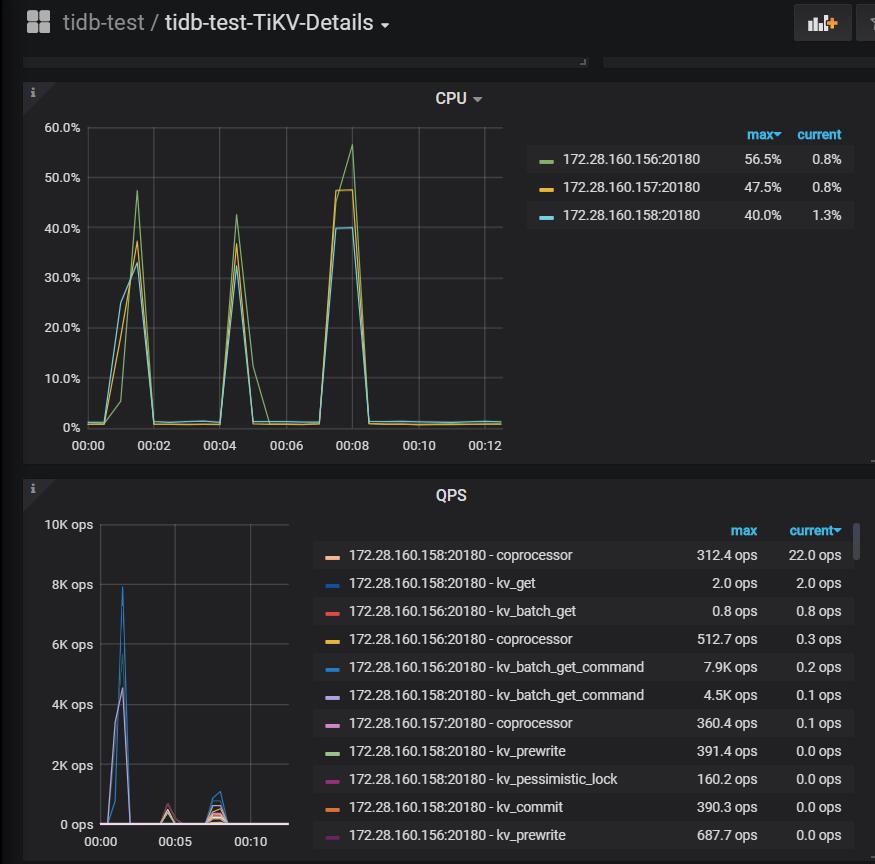 tidb-test / tidb-test-TiKV-Details
i
CPU
60.0%
50.0%
40.0%
30.0%
20.0%
10.0%
0%
00:00 00:02 00:04 00:06 00:08 00:10 00:12
max current
172.28.160.156:20180 56.5% 0.8%
172.28.160.157:20180 47.5% 0.8%
172.28.160.158:20180 40.0% 1.3%
i
QPS
10K ops
8K ops
6K ops
4K ops
2K ops
0 ops
00:00 00:05 00:10
max current
172.28.160.158:20180 - coprocessor 312.4 ops 22.0 ops
172.28.160.158:20180 - kv_get 2.0 ops 2.0 ops
172.28.160.156:20180 - kv_batch_get 0.8 ops 0.8 ops
172.28.160.156:20180 - coprocessor 512.7 ops 0.3 ops
172.28.160.156:20180 - kv_batch_get_command 7.9K ops 0.2 ops
172.28.160.158:20180 - kv_batch_get_command 4.5K ops 0.1 ops
172.28.160.157:20180 - coprocessor 360.4 ops 0.1 ops
172.28.160.158:20180 - kv_prewrite 391.4 ops 0.0 ops
172.28.160.158:20180 - kv_pessimistic_lock 160.2 ops 0.0 ops
172.28.160.158:20180 - kv_commit 390.3 ops 0.0 ops
172.28.160.156:20180 - kv_prewrite 687.7 ops 0.0 ops